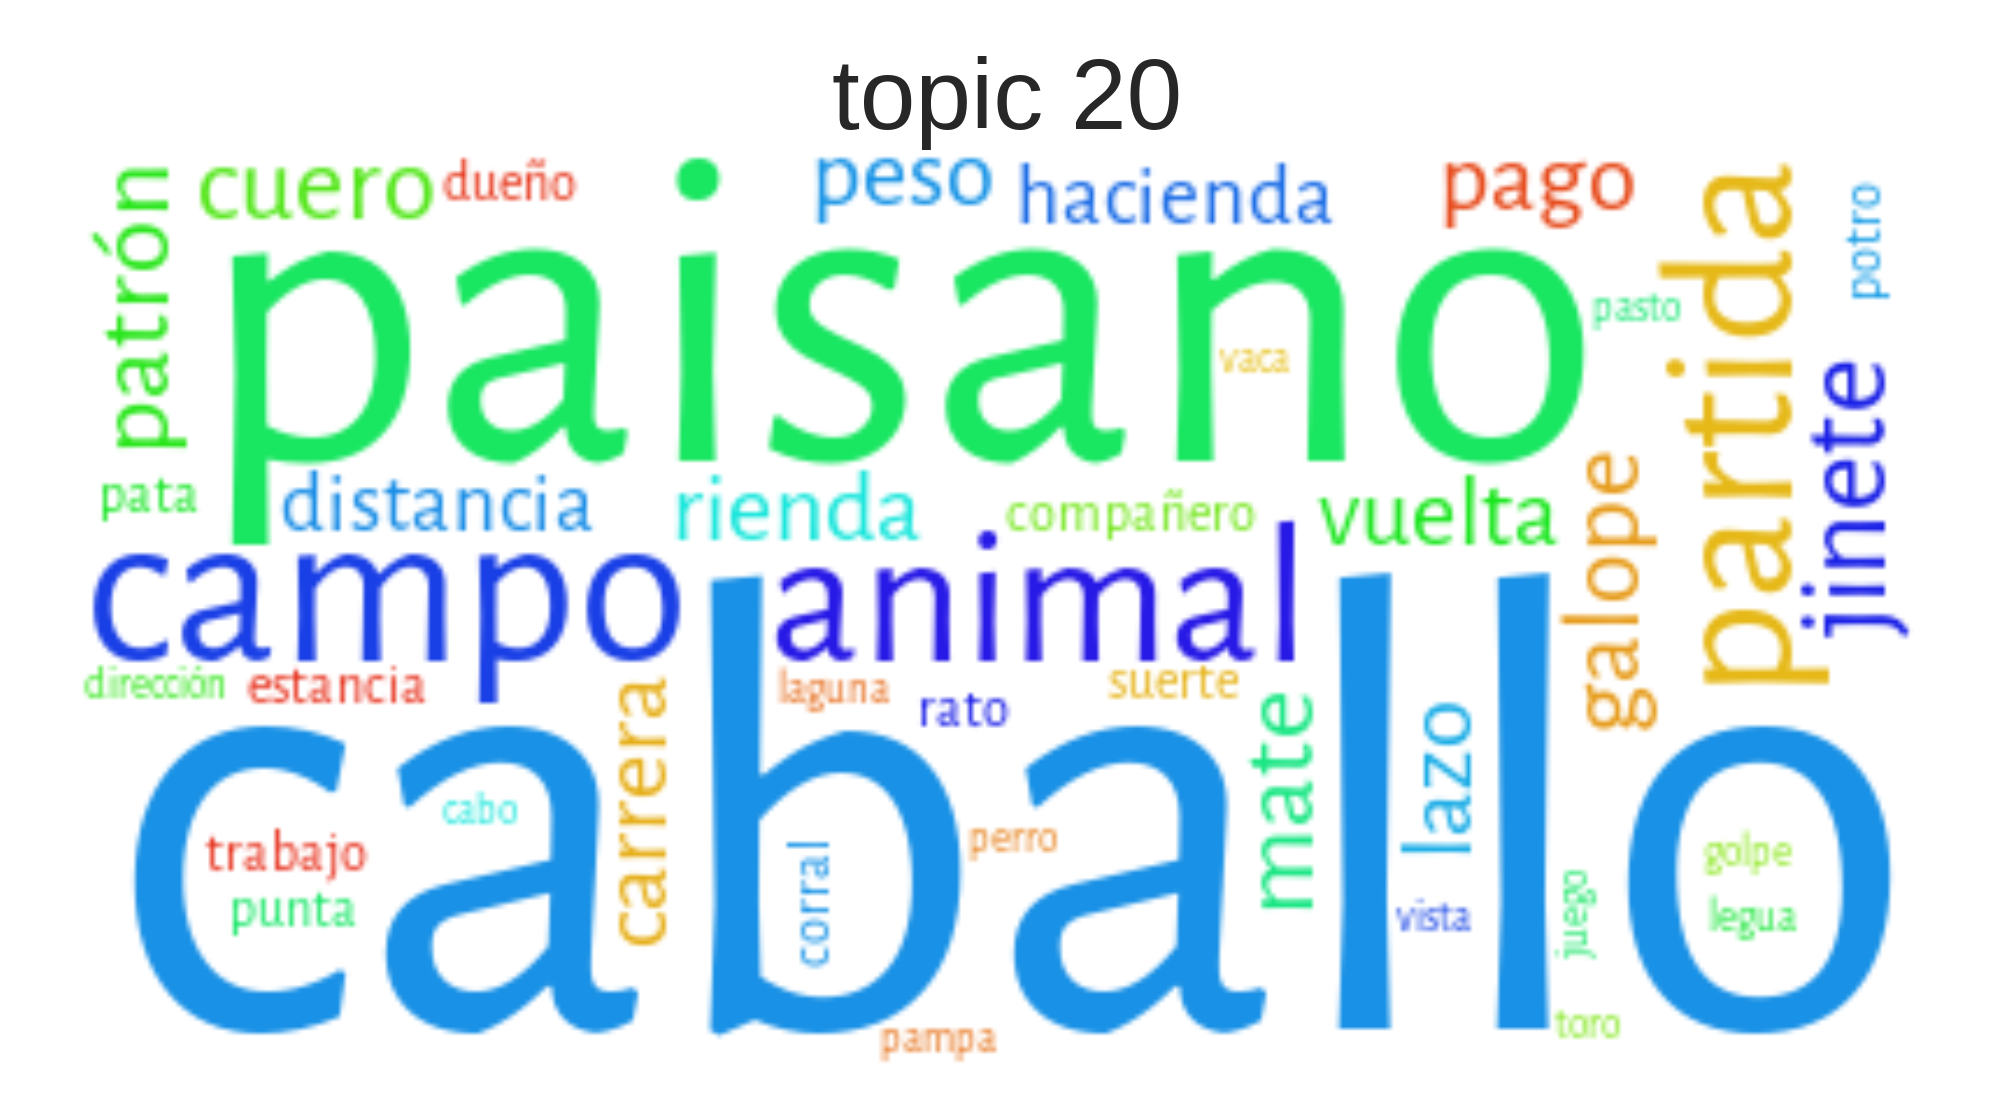 topic 20
patrón
cuero
dueño
peso
hacienda
pago
partida
potro
paisano
pasto
vaca
jinete
pata
distancia
rienda
compañero
vuelta
galope
campo
animal
dirección
estancia
laguna
rato
suerte
carrera
mate
lazo
caballo
cabo
trabajo
punta
corral
perro
vista
juego
golpe
legua
pampa
toro